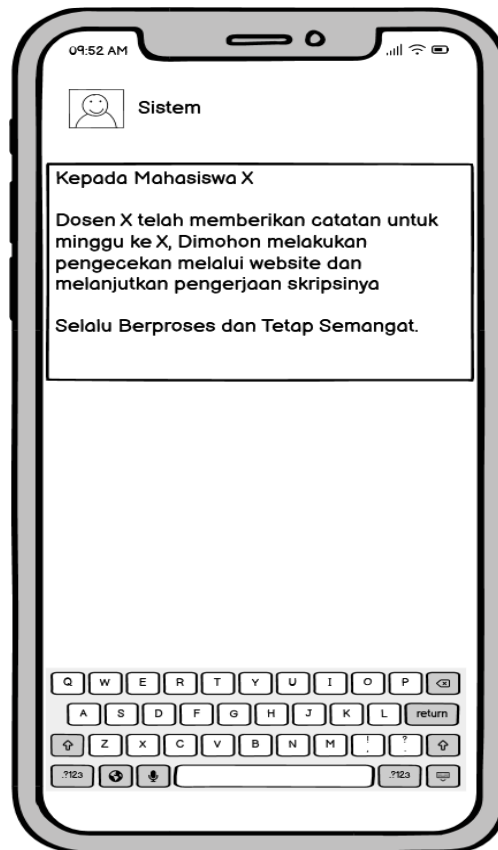 09:52 AM
Sistem
Kepada Mahasiswa X
Dosen X telah memberikan catatan untuk
minggu ke X, Dimohon melakukan
pengecekan melalui website dan
melanjutkan pengerjaan skripsinya
Selalu Berproses dan Tetap Semangat.
Q W E R T Y U I O P
A S D F G H J K L return
Z X C V B N M ! , ? .
.?123 .?123